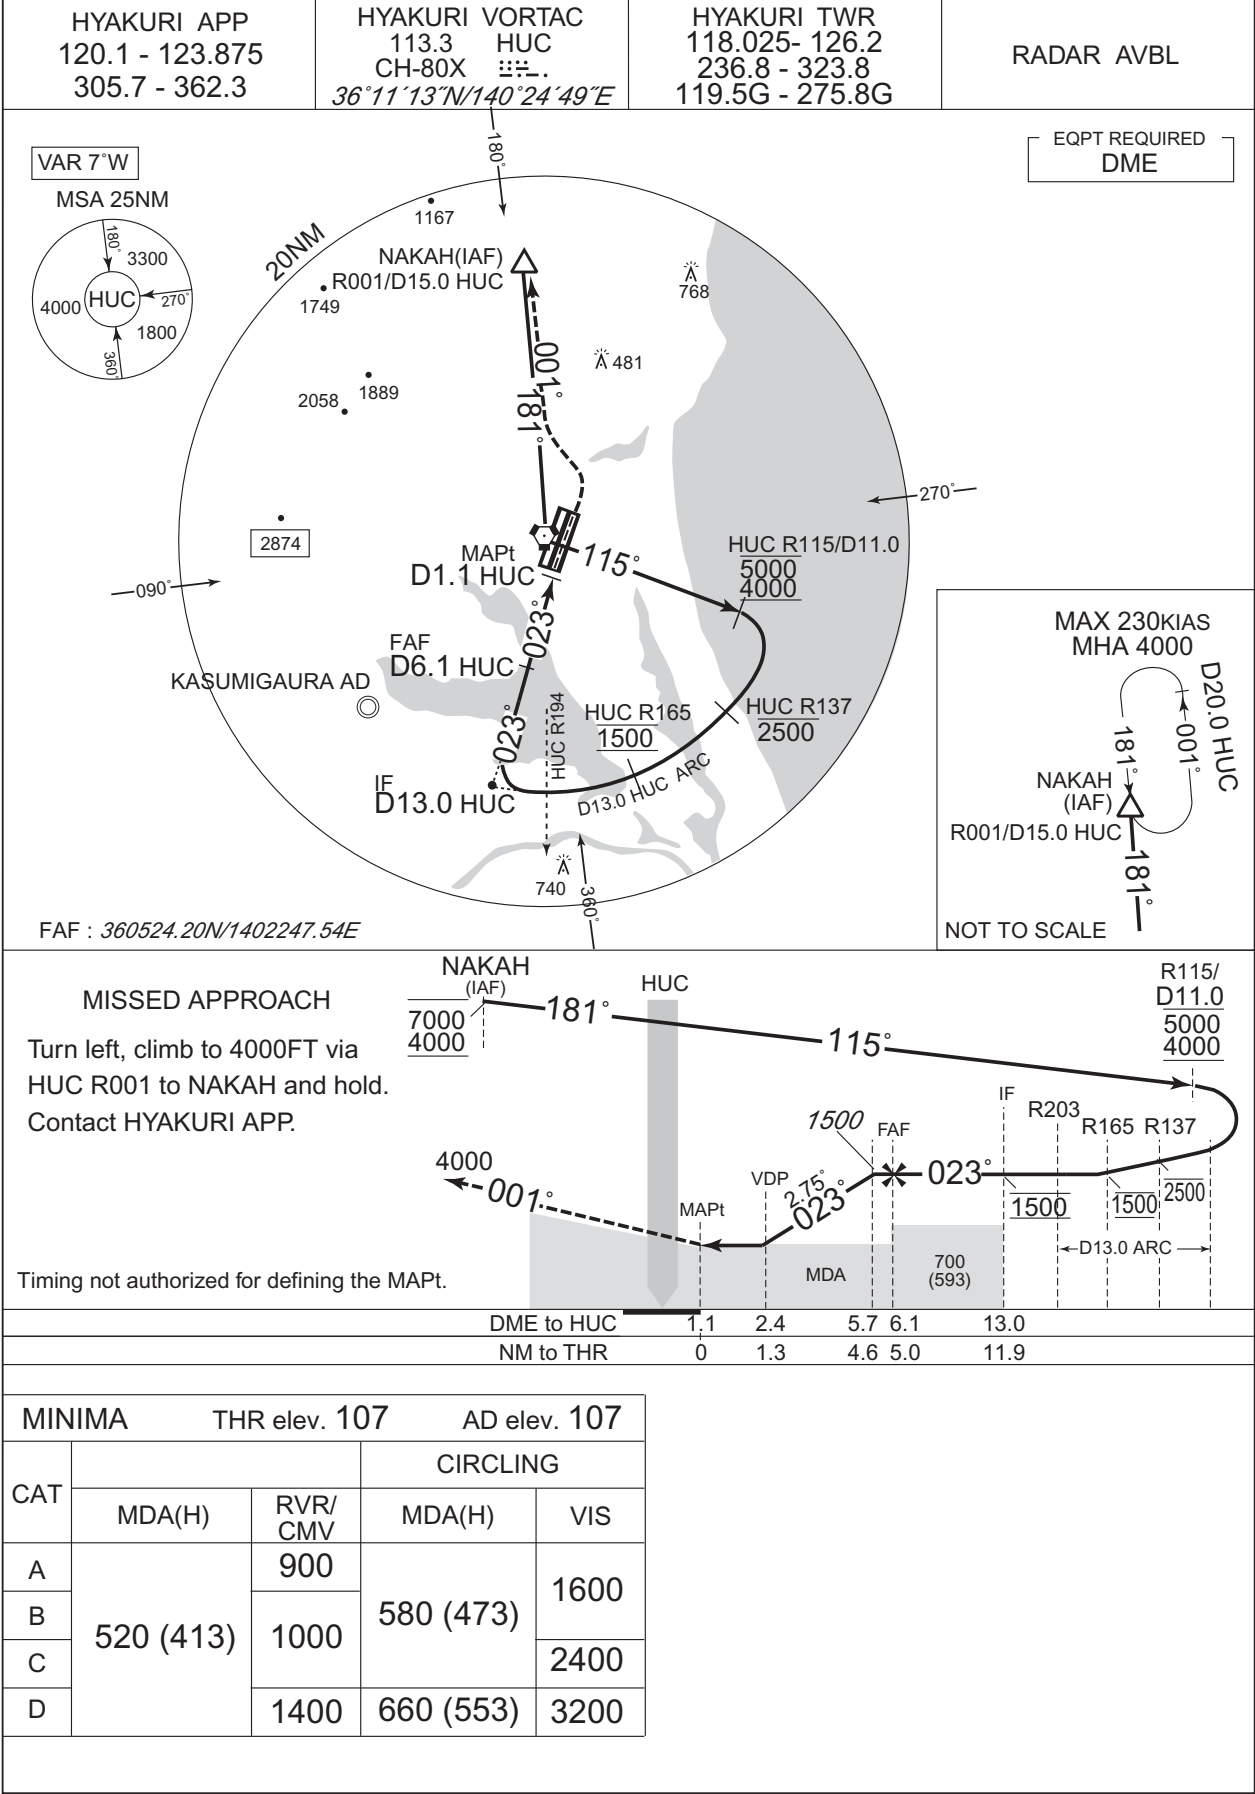 HYAKURI APP
120.1 - 123.875
305.7 - 362.3
HYAKURI VORTAC
113.3 HUC
CH-80X
36°11´13˝N/140°24´49˝E
HYAKURI TWR
118.025- 126.2
236.8 - 323.8
119.5G - 275.8G
RADAR AVBL
EQPT REQUIRED
DME
VAR 7°W
MSA 25NM
180°
3300
HUC
4000
270°
1800
360°
180°
20NM
1167
NAKAH(IAF)
R001/D15.0 HUC
768
1749
481
001°
181°
1889
2058
270°
2874
MAPt
D1.1 HUC
115°
HUC R115/D11.0
5000
4000
090°
023°
FAF
D6.1 HUC
KASUMIGAURA AD
HUC R194
HUC R165
1500
HUC R137
2500
023°
IF
D13.0 HUC
D13.0 HUC ARC
740
360°
FAF : 360524.20N/1402247.54E
MAX 230KIAS
MHA 4000
D20.0 HUC
181°
001°
NAKAH
(IAF)
R001/D15.0 HUC
181°
NOT TO SCALE
MISSED APPROACH
Turn left, climb to 4000FT via
HUC R001 to NAKAH and hold.
Contact HYAKURI APP.
Timing not authorized for defining the MAPt.
NAKAH
(IAF)
7000
4000
181°
HUC
115°
R115/
D11.0
5000
4000
IF
R203
R165
R137
1500
FAF
4000
001°
MAPt
VDP
2.75°
023°
023°
1500
1500
2500
D13.0 ARC
MDA
700
(593)
DME to HUC 1.1 2.4 5.7 6.1 13.0
NM to THR 0 1.3 4.6 5.0 11.9
MINIMA THR elev. 107 AD elev. 107
CAT
CIRCLING
MDA(H)
RVR/
CMV
MDA(H)
VIS
A
900
1600
B
520 (413)
1000
580 (473)
C
2400
D
1400
660 (553)
3200